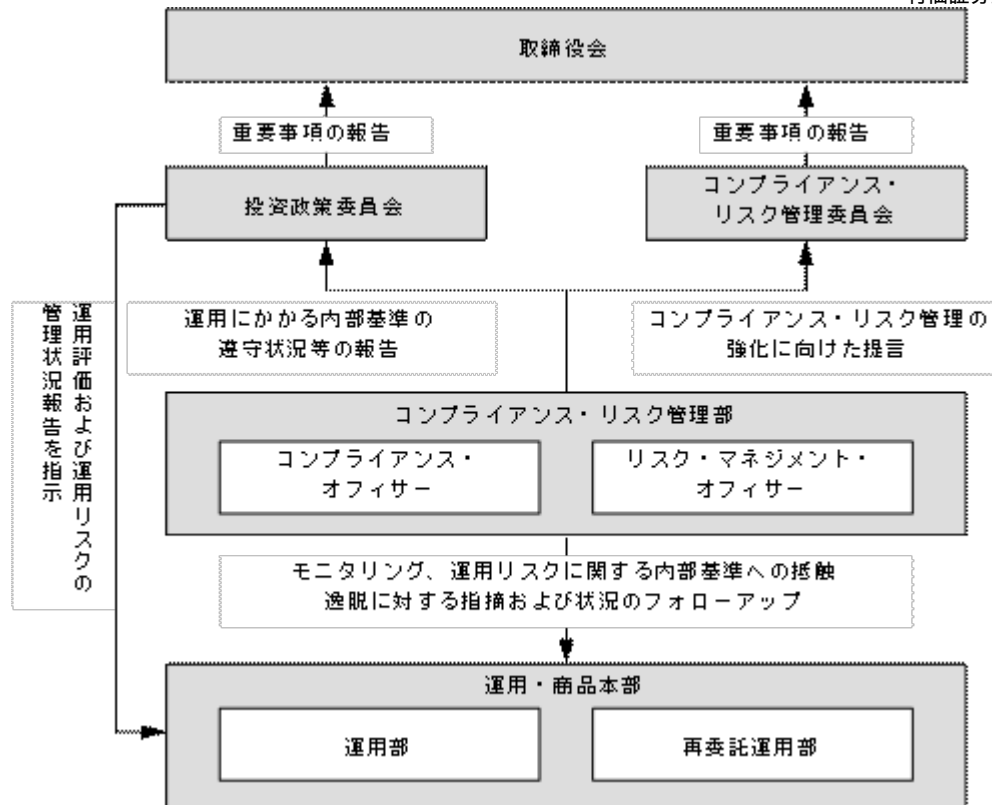 取締役会
重要事項の報告
重要事項の報告
投資政策委員会
コンプライアンス・
リスク管理委員会
運用にかかる内部基準の
遵守状況等の報告
コンプライアンス・リスク管理の
強化に向けた提言
運用評価および運用リスクの
管理状況報告を指示
コンプライアンス・リスク管理部
コンプライアンス・
オフィサー
リスク・マネジメント・
オフィサー
モニタリング、運用リスクに関する内部基準への抵触
逸脱に対する指摘および状況のフォローアップ
運用・商品本部
運用部
再委託運用部